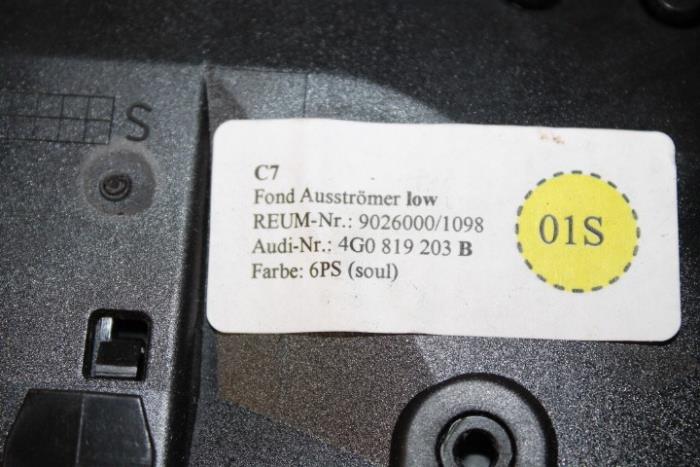 S
C7
Fond Ausströmer low
REUM-Nr.: 9026000/1098
Audi-Nr.: 4G0 819 203 B
Farbe: 6PS (soul)
01S